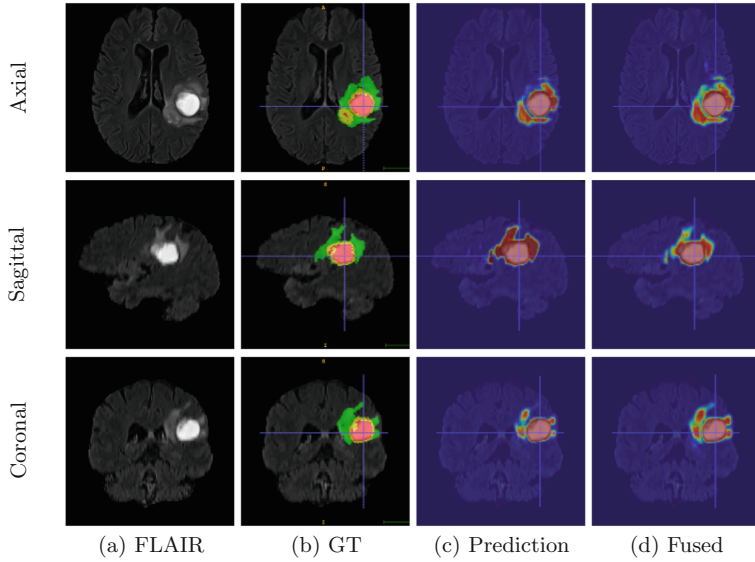 Axial
Sagittal
Coronal
(a) FLAIR
(b) GT
(c) Prediction
(d) Fused